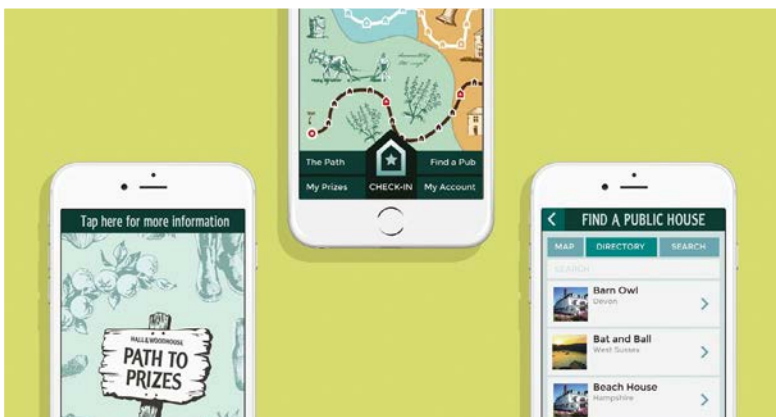 The Path
Find a Pub
My Prizes
CHECK-IN
My Account
Tap here for more information
HALL & WOODHOUSE
PATH TO
PRIZES
FIND A PUBLIC HOUSE
MAP
DIRECTORY
SEARCH
SEARCH
Barn Owl
Devon
Bat and Ball
West Sussex
Beach House
Hampshire